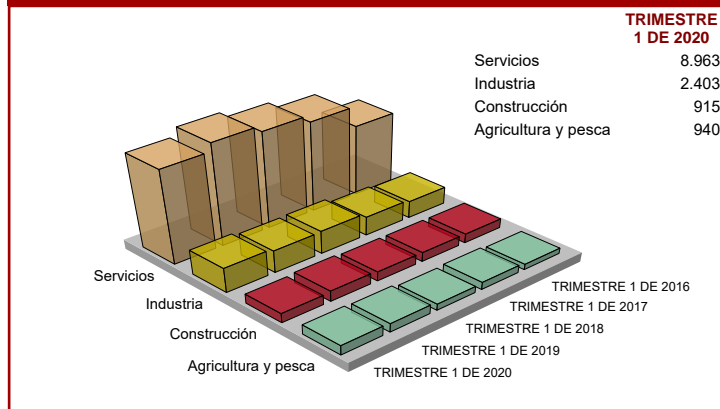 TRIMESTRE
1 DE 2020
Servicios 8.963
Industria 2.403
Construcción 915
Agricultura y pesca 940
Servicios
Industria
Construcción
Agricultura y pesca
TRIMESTRE 1 DE 2016
TRIMESTRE 1 DE 2017
TRIMESTRE 1 DE 2018
TRIMESTRE 1 DE 2019
TRIMESTRE 1 DE 2020